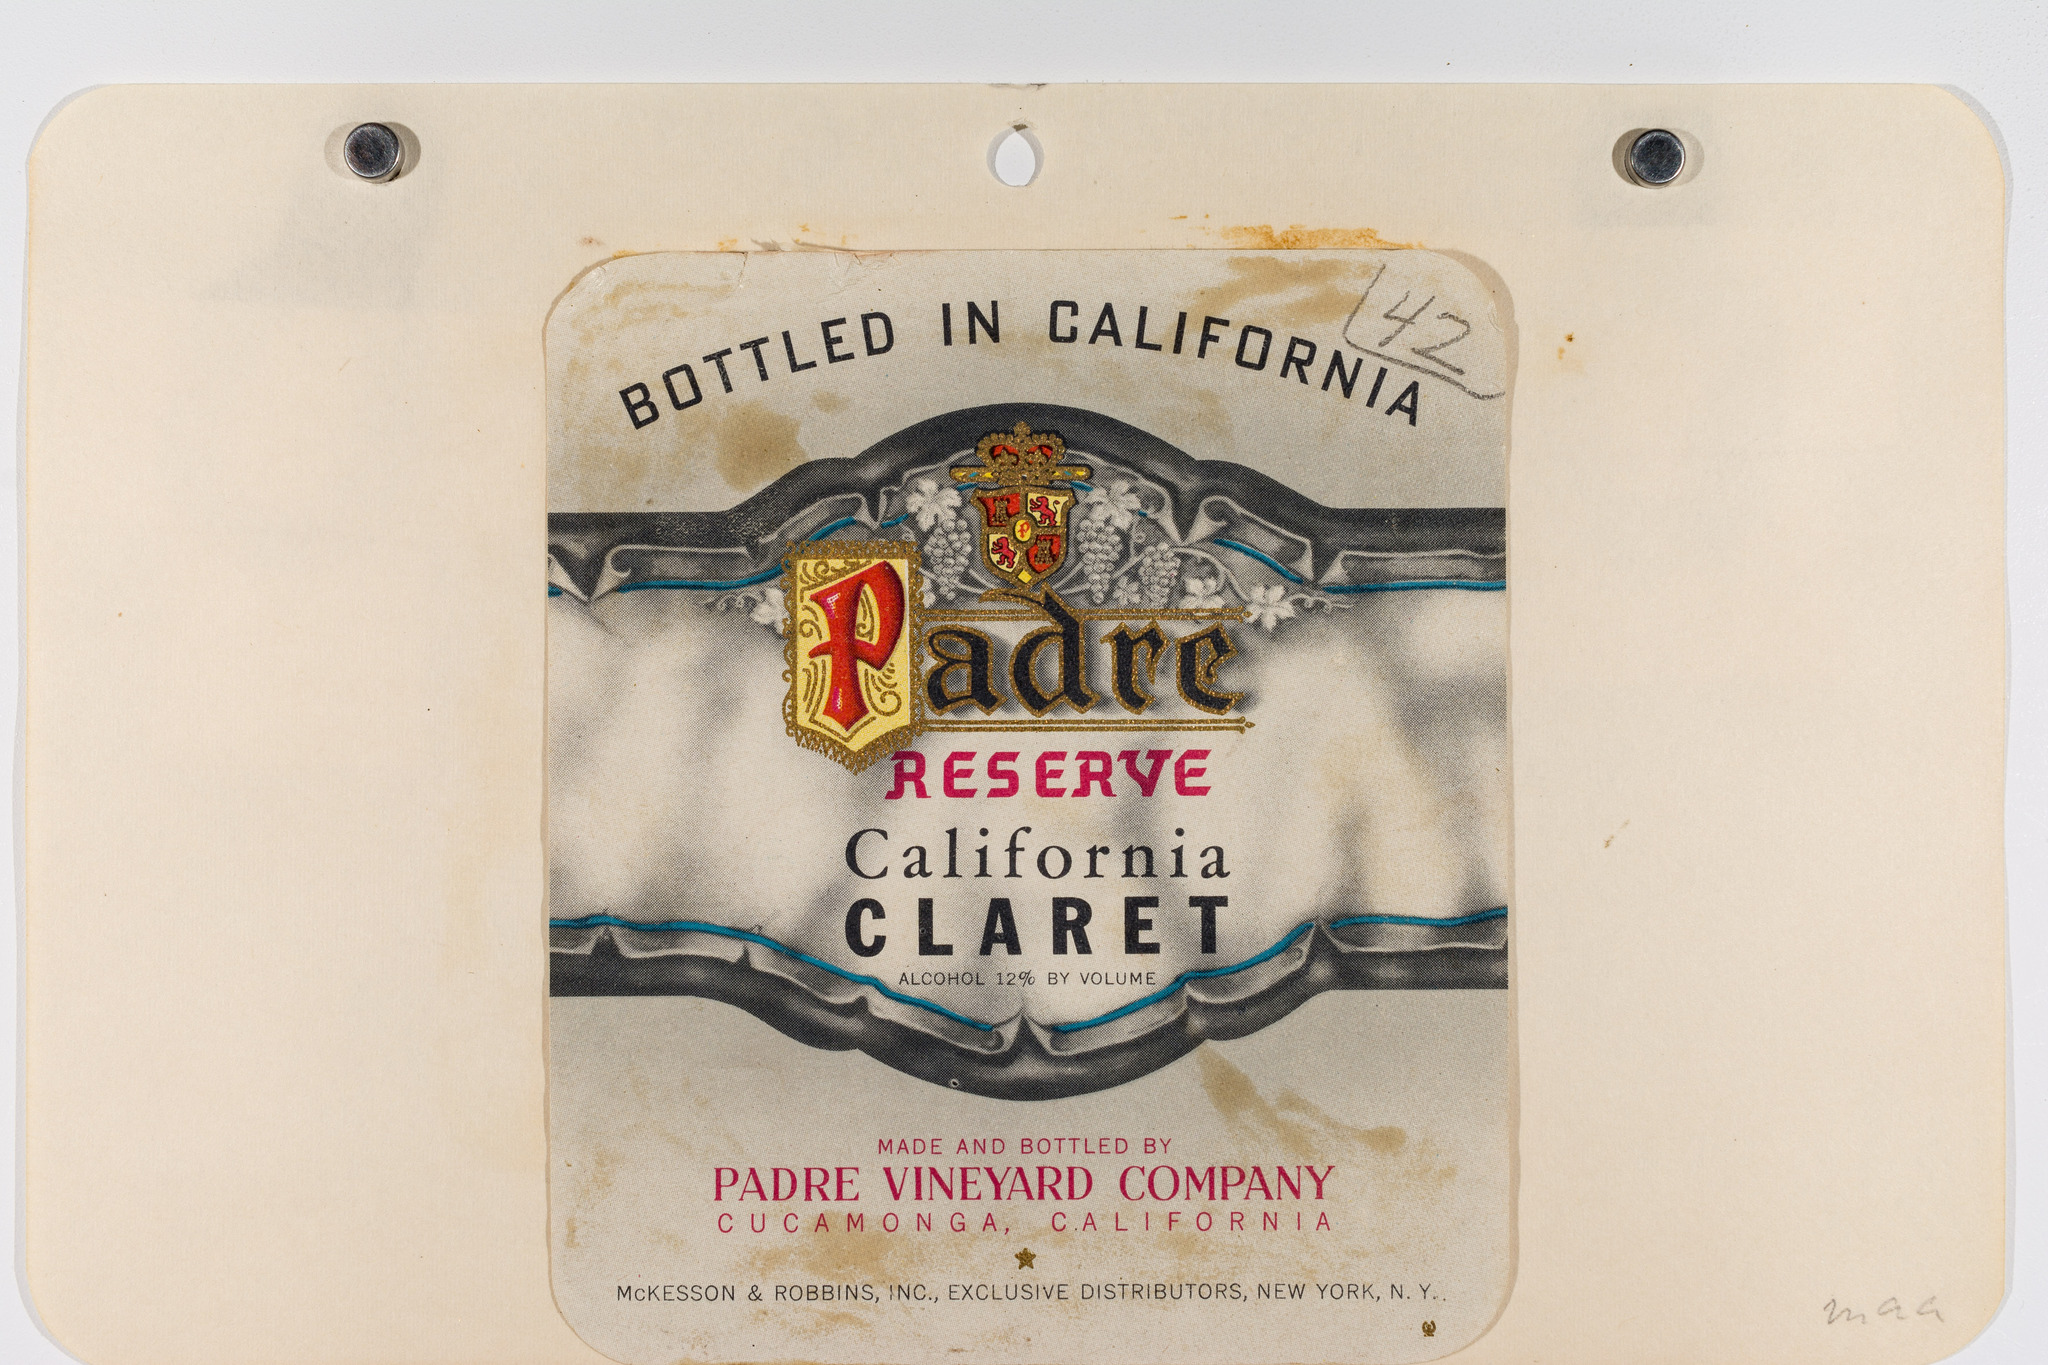 BOTTLED IN CALIFORNIA
42
Padre
RESERVE
California
CLARET
ALCOHOL 12% BY VOLUME
MADE AND BOTTLED BY
PADRE VINEYARD COMPANY
CUCAMONGA, CALIFORNIA
McKESSON & ROBBINS, INC., EXCLUSIVE DISTRIBUTORS, NEW YORK, N. Y.